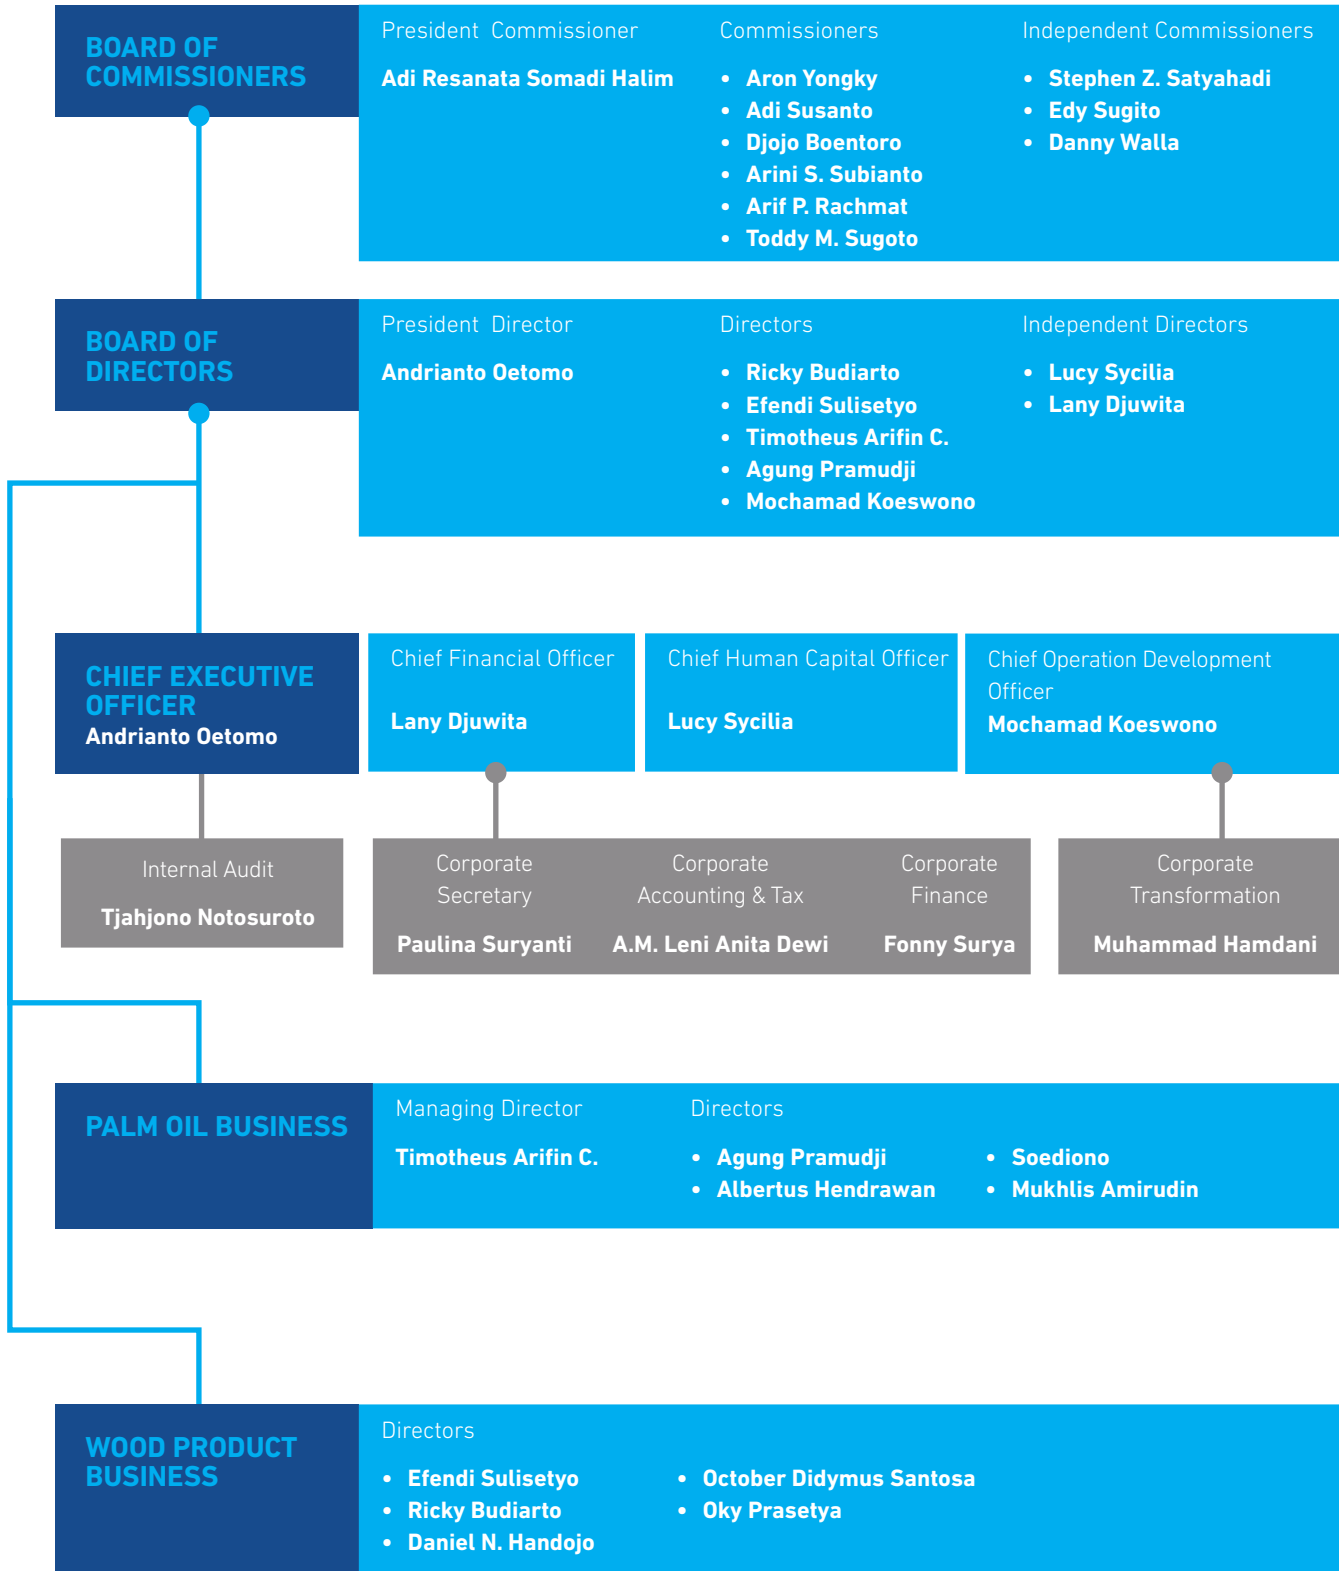 BOARD OF
COMMISSIONERS
President Commissioner
Adi Resanata Somadi Halim
Commissioners
• Aron Yongky
• Adi Susanto
• Djojo Boentoro
• Arini S. Subianto
• Arif P. Rachmat
• Toddy M. Sugoto
Independent Commissioners
• Stephen Z. Satyahadi
• Edy Sugito
• Danny Walla
BOARD OF
DIRECTORS
President Director
Andrianto Oetomo
Directors
• Ricky Budiarto
• Efendi Sulisetyo
• Timotheus Arifin C.
• Agung Pramudji
• Mochamad Koeswono
Independent Directors
• Lucy Sycilia
• Lany Djuwita
CHIEF EXECUTIVE
OFFICER
Andrianto Oetomo
Chief Financial Officer
Lany Djuwita
Chief Human Capital Officer
Lucy Sycilia
Chief Operation Development
Officer
Mochamad Koeswono
Internal Audit
Tjahjono Notosuroto
Corporate
Secretary
Paulina Suryanti
Corporate
Accounting & Tax
A.M. Leni Anita Dewi
Corporate
Finance
Fonny Surya
Corporate
Transformation
Muhammad Hamdani
PALM OIL BUSINESS
Managing Director
Timotheus Arifin C.
Directors
• Agung Pramudji
• Albertus Hendrawan
• Soediono
• Mukhlis Amirudin
WOOD PRODUCT
BUSINESS
Directors
• Efendi Sulisetyo
• Ricky Budiarto
• Daniel N. Handojo
• October Didymus Santosa
• Oky Prasetya